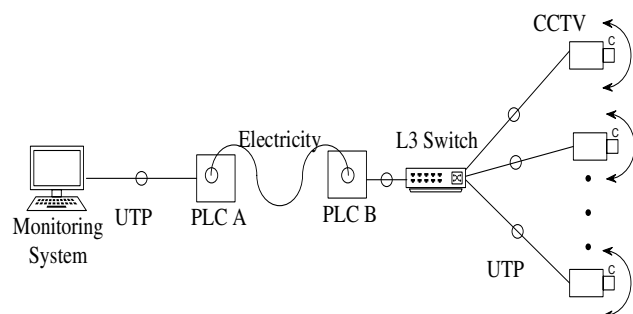 CCTV
C
Electricity
L3 Switch
C
UTP
PLC A
PLC B
Monitoring
System
UTP
C